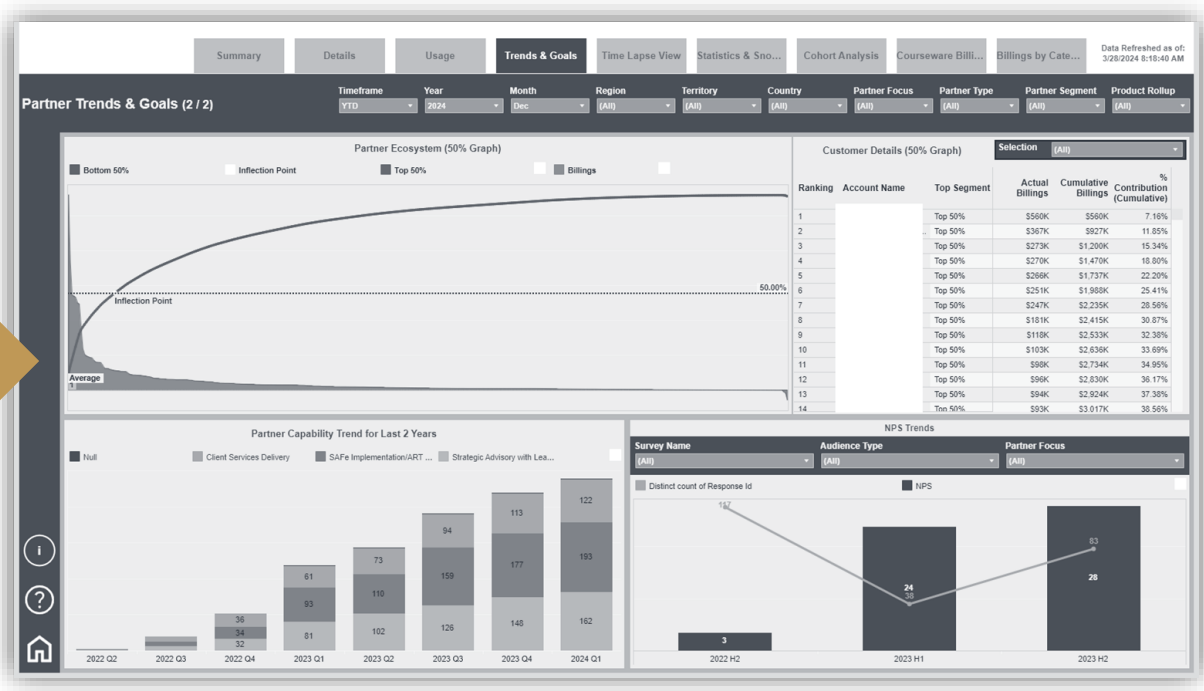 Summary Details Usage Trends & Goals Time Lapse View Statistics & Sno... Cohort Analysis Courseware Billi... Billings by Cate...
Data Refreshed as of:
3/28/2024 8:18:40 AM
Partner Trends & Goals (2 / 2)
Timeframe Year Month Region Territory Country Partner Focus Partner Type Partner Segment Product Rollup
YTD 2024 Dec (All) (All) (All) (All) (All) (All) (All)
Partner Ecosystem (50% Graph)
Bottom 50% Inflection Point Top 50% Billings
50.00%
Inflection Point
Average
1
Customer Details (50% Graph)
Selection (All)
Ranking Account Name Top Segment Actual Billings Cumulative Billings % Contribution (Cumulative)
1 Top 50% $560K $560K 7.16%
2 .. Top 50% $367K $927K 11.85%
3 Top 50% $273K $1,200K 15.34%
4 Top 50% $270K $1,470K 18.80%
5 Top 50% $266K $1,737K 22.20%
6 Top 50% $251K $1,988K 25.41%
7 Top 50% $247K $2,235K 28.56%
8 Top 50% $181K $2,415K 30.87%
9 Top 50% $118K $2,533K 32.38%
10 Top 50% $103K $2,636K 33.69%
11 Top 50% $98K $2,734K 34.95%
12 Top 50% $96K $2,830K 36.17%
13 Top 50% $94K $2,924K 37.38%
14 Top 50% $93K $3,017K 38.56%
Partner Capability Trend for Last 2 Years
Null Client Services Delivery SAFe Implementation/ART ... Strategic Advisory with Lea...
36 61 73 94 113 122
34 93 110 159 177 193
32 81 102 126 148 162
2022 Q2 2022 Q3 2022 Q4 2023 Q1 2023 Q2 2023 Q3 2023 Q4 2024 Q1
NPS Trends
Survey Name Audience Type Partner Focus
(All) (All) (All)
Distinct count of Response Id NPS
117 38 83
3 24 28
2022 H2 2023 H1 2023 H2
i
?